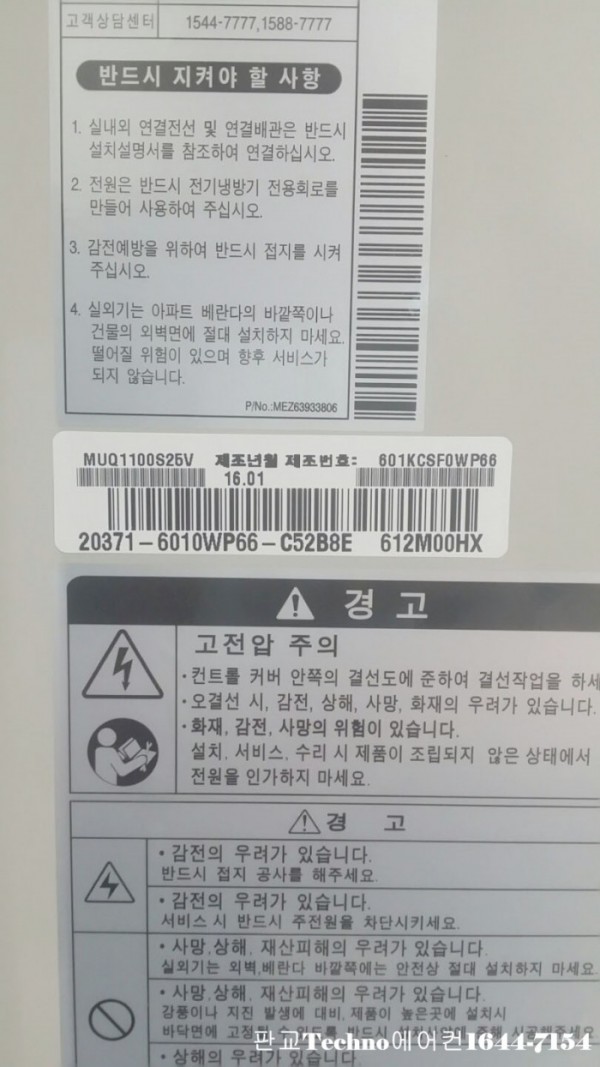 고객상담센터 1544-7777,1588-7777
반드시 지켜야 할 사항
1. 실내외 연결전선 및 연결배관은 반드시
설치설명서를 참조하여 연결하십시오.
2. 전원은 반드시 전기냉방기 전용회로를
만들어 사용하여 주십시오.
3. 감전예방을 위하여 반드시 접지를 시켜
주십시오.
4. 실외기는 아파트 베란다의 바깥쪽이나
건물의 외벽면에 절대 설치하지 마세요.
떨어질 위험이 있으며 향후 서비스가
되지 않습니다.
P/No.:MEZ63933806
MUQ1100S25V 제조년월 제조번호: 601KCSF0WP66
16.01
20371-6010WP66-C52B8E 612M00HX
경고
고전압 주의
·컨트롤 커버 안쪽의 결선도에 준하여 결선작업을 하세
·오결선 시, 감전, 상해, 사망, 화재의 우려가 있습니다.
·화재, 감전, 사망의 위험이 있습니다.
설치, 서비스, 수리 시 제품이 조립되지 않은 상태에서
전원을 인가하지 마세요.
경 고
• 감전의 우려가 있습니다.
반드시 접지 공사를 해주세요.
• 감전의 우려가 있습니다.
서비스 시 반드시 주전원을 차단시키세요.
• 사망,상해, 재산피해의 우려가 있습니다.
실외기는 외벽,베란다 바깥쪽에는 안전상 절대 설치하지 마세요.
• 사망,상해, 재산피해의 우려가 있습니다.
강풍이나 지진 발생에 대비, 제품이 높은곳에 설치시
바닥면에 고정될 수 있도록 반드시
판교Techno에어컨1644-7154
• 상해의 우려가 있습니다.